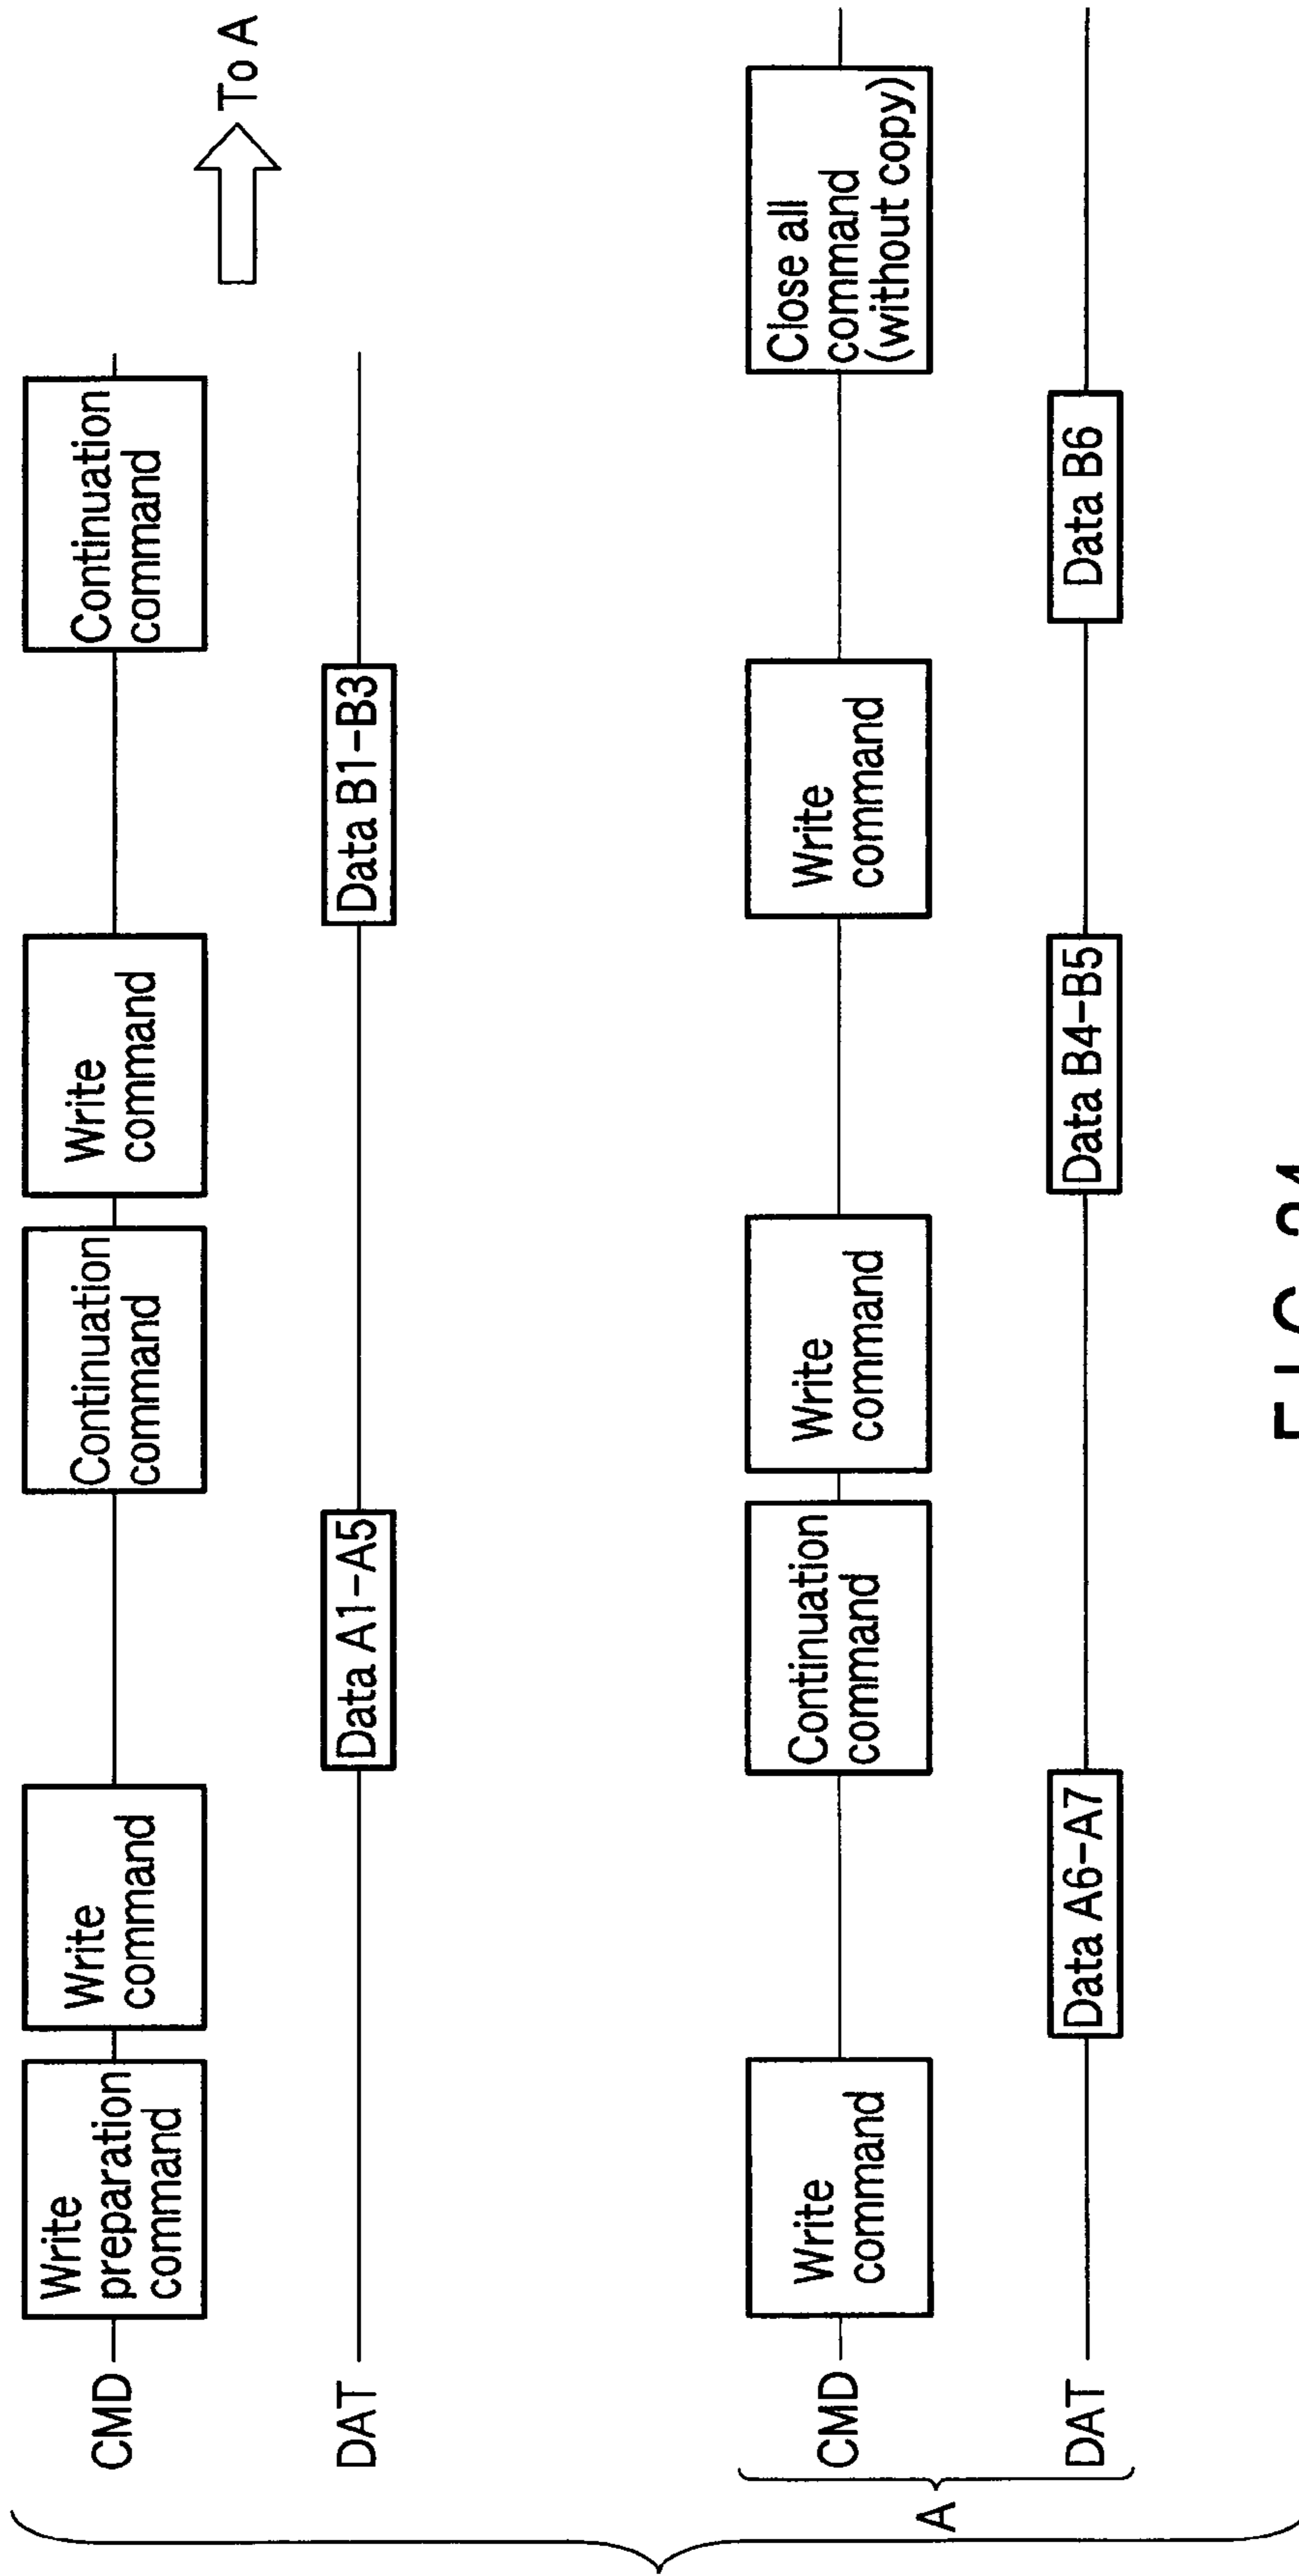 CMD
Write
preparation
command
Write
command
Continuation
command
Write
command
Continuation
command
To A
DAT
Data A1-A5
Data B1-B3
A
CMD
Write
command
Continuation
command
Write
command
Write
command
Close all
command
(without copy)
DAT
Data A6-A7
Data B4-B5
Data B6